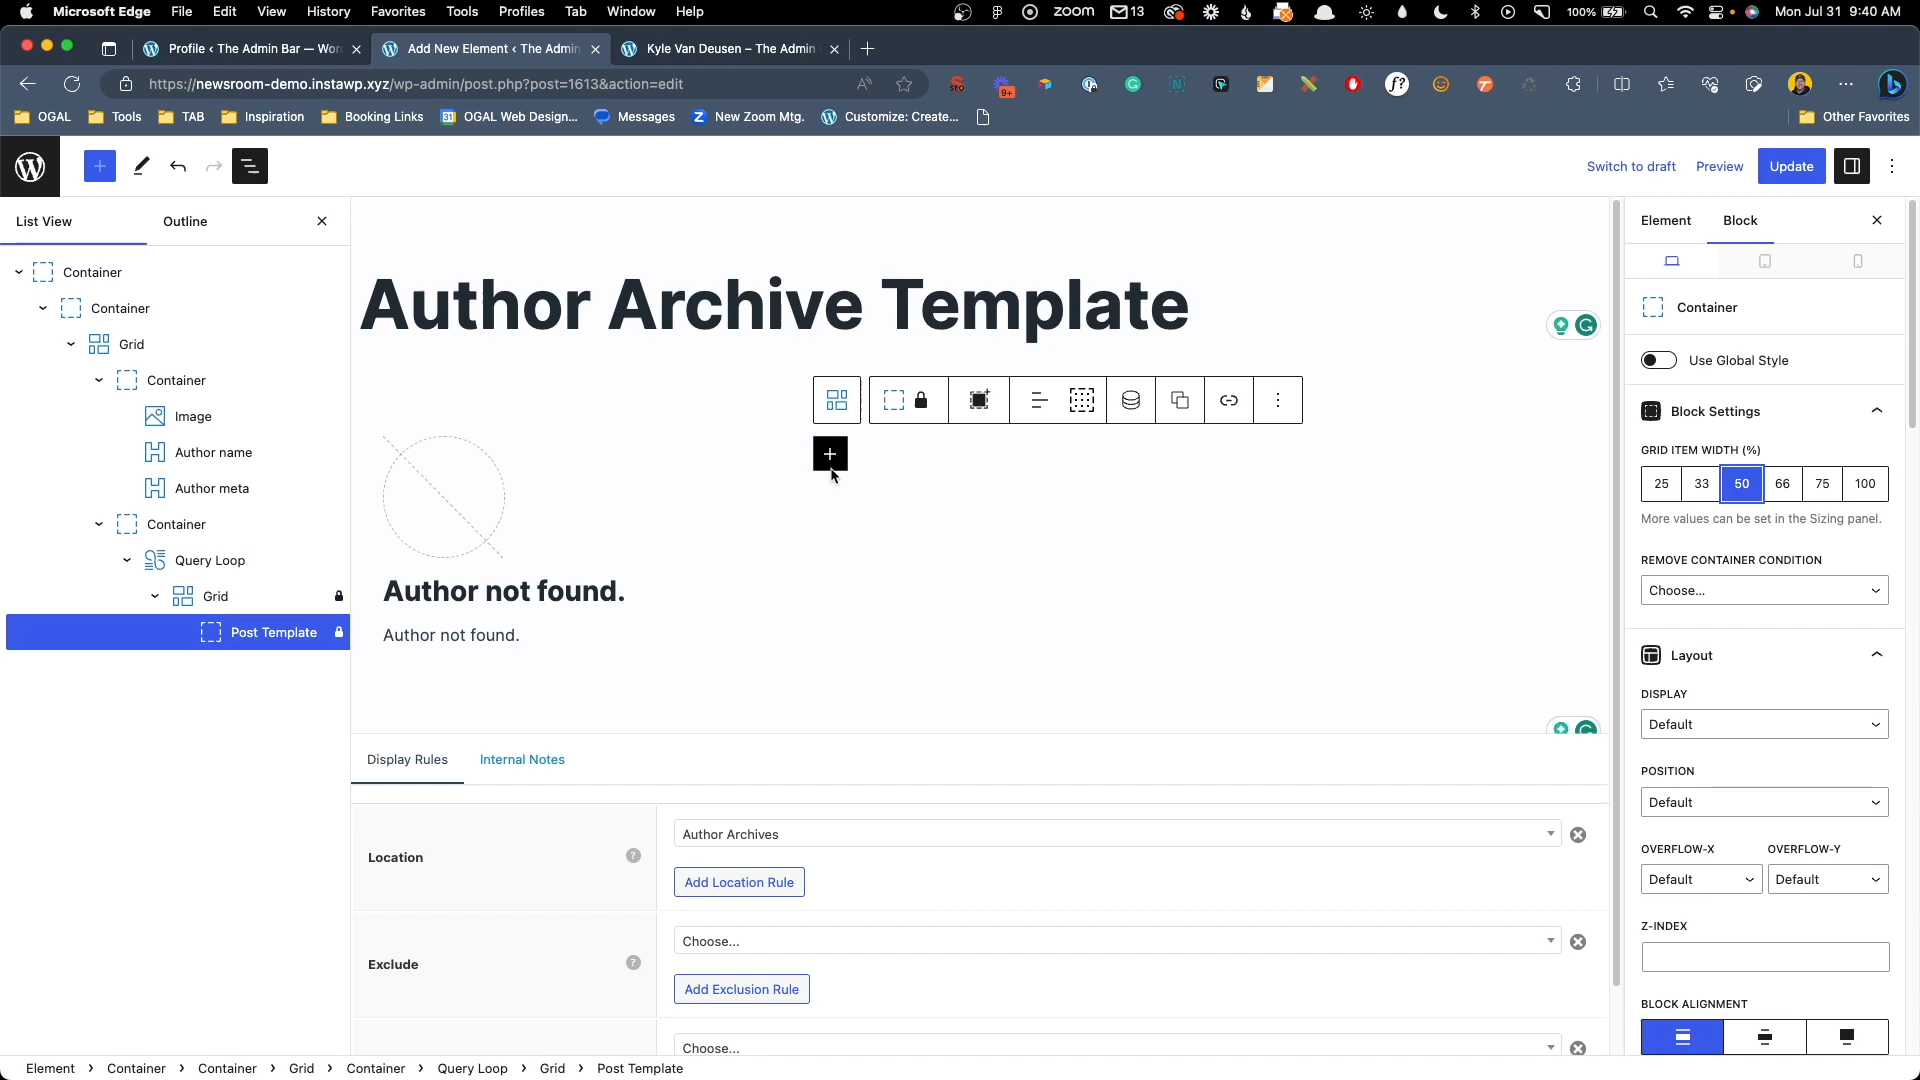 Microsoft Edge File Edit View History Favorites Tools Profiles Tab Window Help
zoom 13 100% Mon Jul 31 9:40 AM
Profile ‹ The Admin Bar — Wor
Add New Element ‹ The Admin
Kyle Van Deusen – The Admin
https://newsroom-demo.instawp.xyz/wp-admin/post.php?post=1613&action=edit
SEO 9+ f?
OGAL Tools TAB Inspiration Booking Links OGAL Web Design... Messages New Zoom Mtg. Customize: Create... Other Favorites
Switch to draft Preview Update
List View Outline
Container
Container
Grid
Container
Image
Author name
Author meta
Container
Query Loop
Grid
Post Template
Author Archive Template
Author not found.
Author not found.
Display Rules Internal Notes
Location
Author Archives
Add Location Rule
Exclude
Choose...
Add Exclusion Rule
Choose...
Element Block
Container
Use Global Style
Block Settings
GRID ITEM WIDTH (%)
25 33 50 66 75 100
More values can be set in the Sizing panel.
REMOVE CONTAINER CONDITION
Choose...
Layout
DISPLAY
Default
POSITION
Default
OVERFLOW-X OVERFLOW-Y
Default Default
Z-INDEX
BLOCK ALIGNMENT
Element › Container › Container › Grid › Container › Query Loop › Grid › Post Template